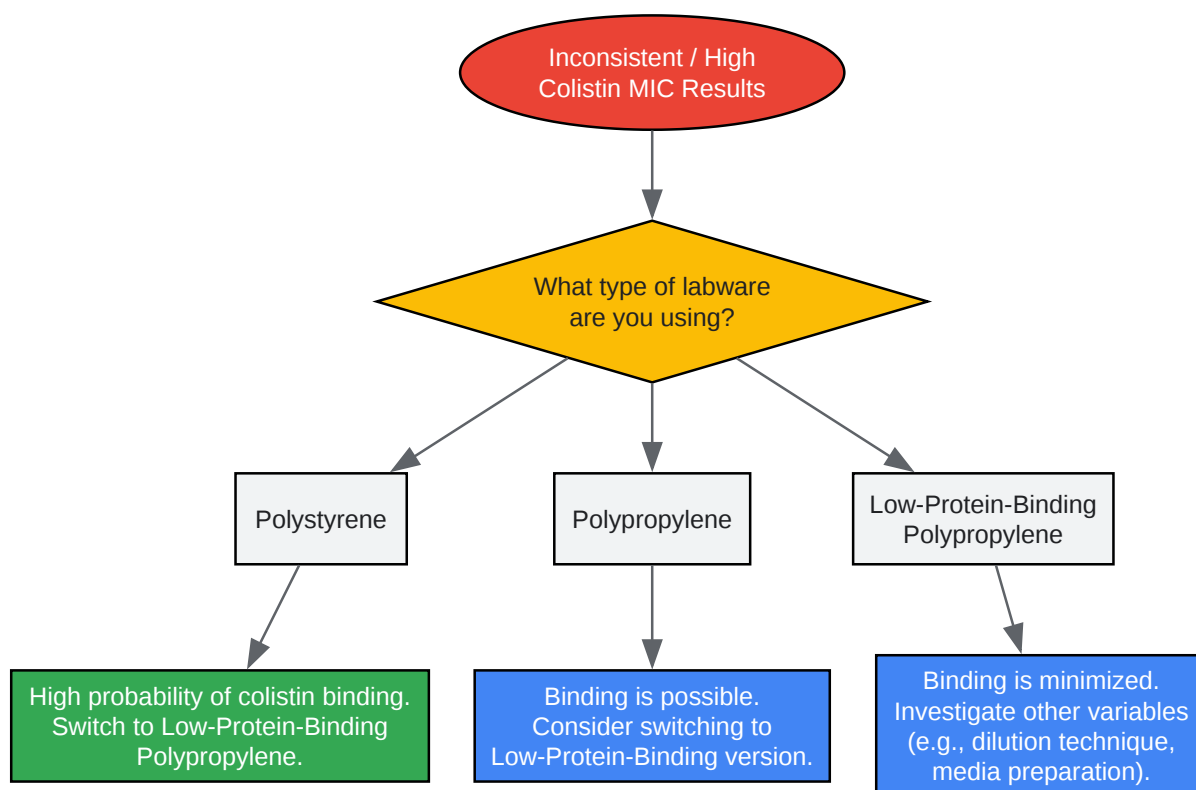 Inconsistent / High
Colistin MIC Results
What type of labware
are you using?
Polystyrene
Polypropylene
Low-Protein-Binding
Polypropylene
High probability of colistin binding.
Switch to Low-Protein-Binding
Polypropylene.
Binding is possible.
Consider switching to
Low-Protein-Binding version.
Binding is minimized.
Investigate other variables
(e.g., dilution technique,
media preparation).